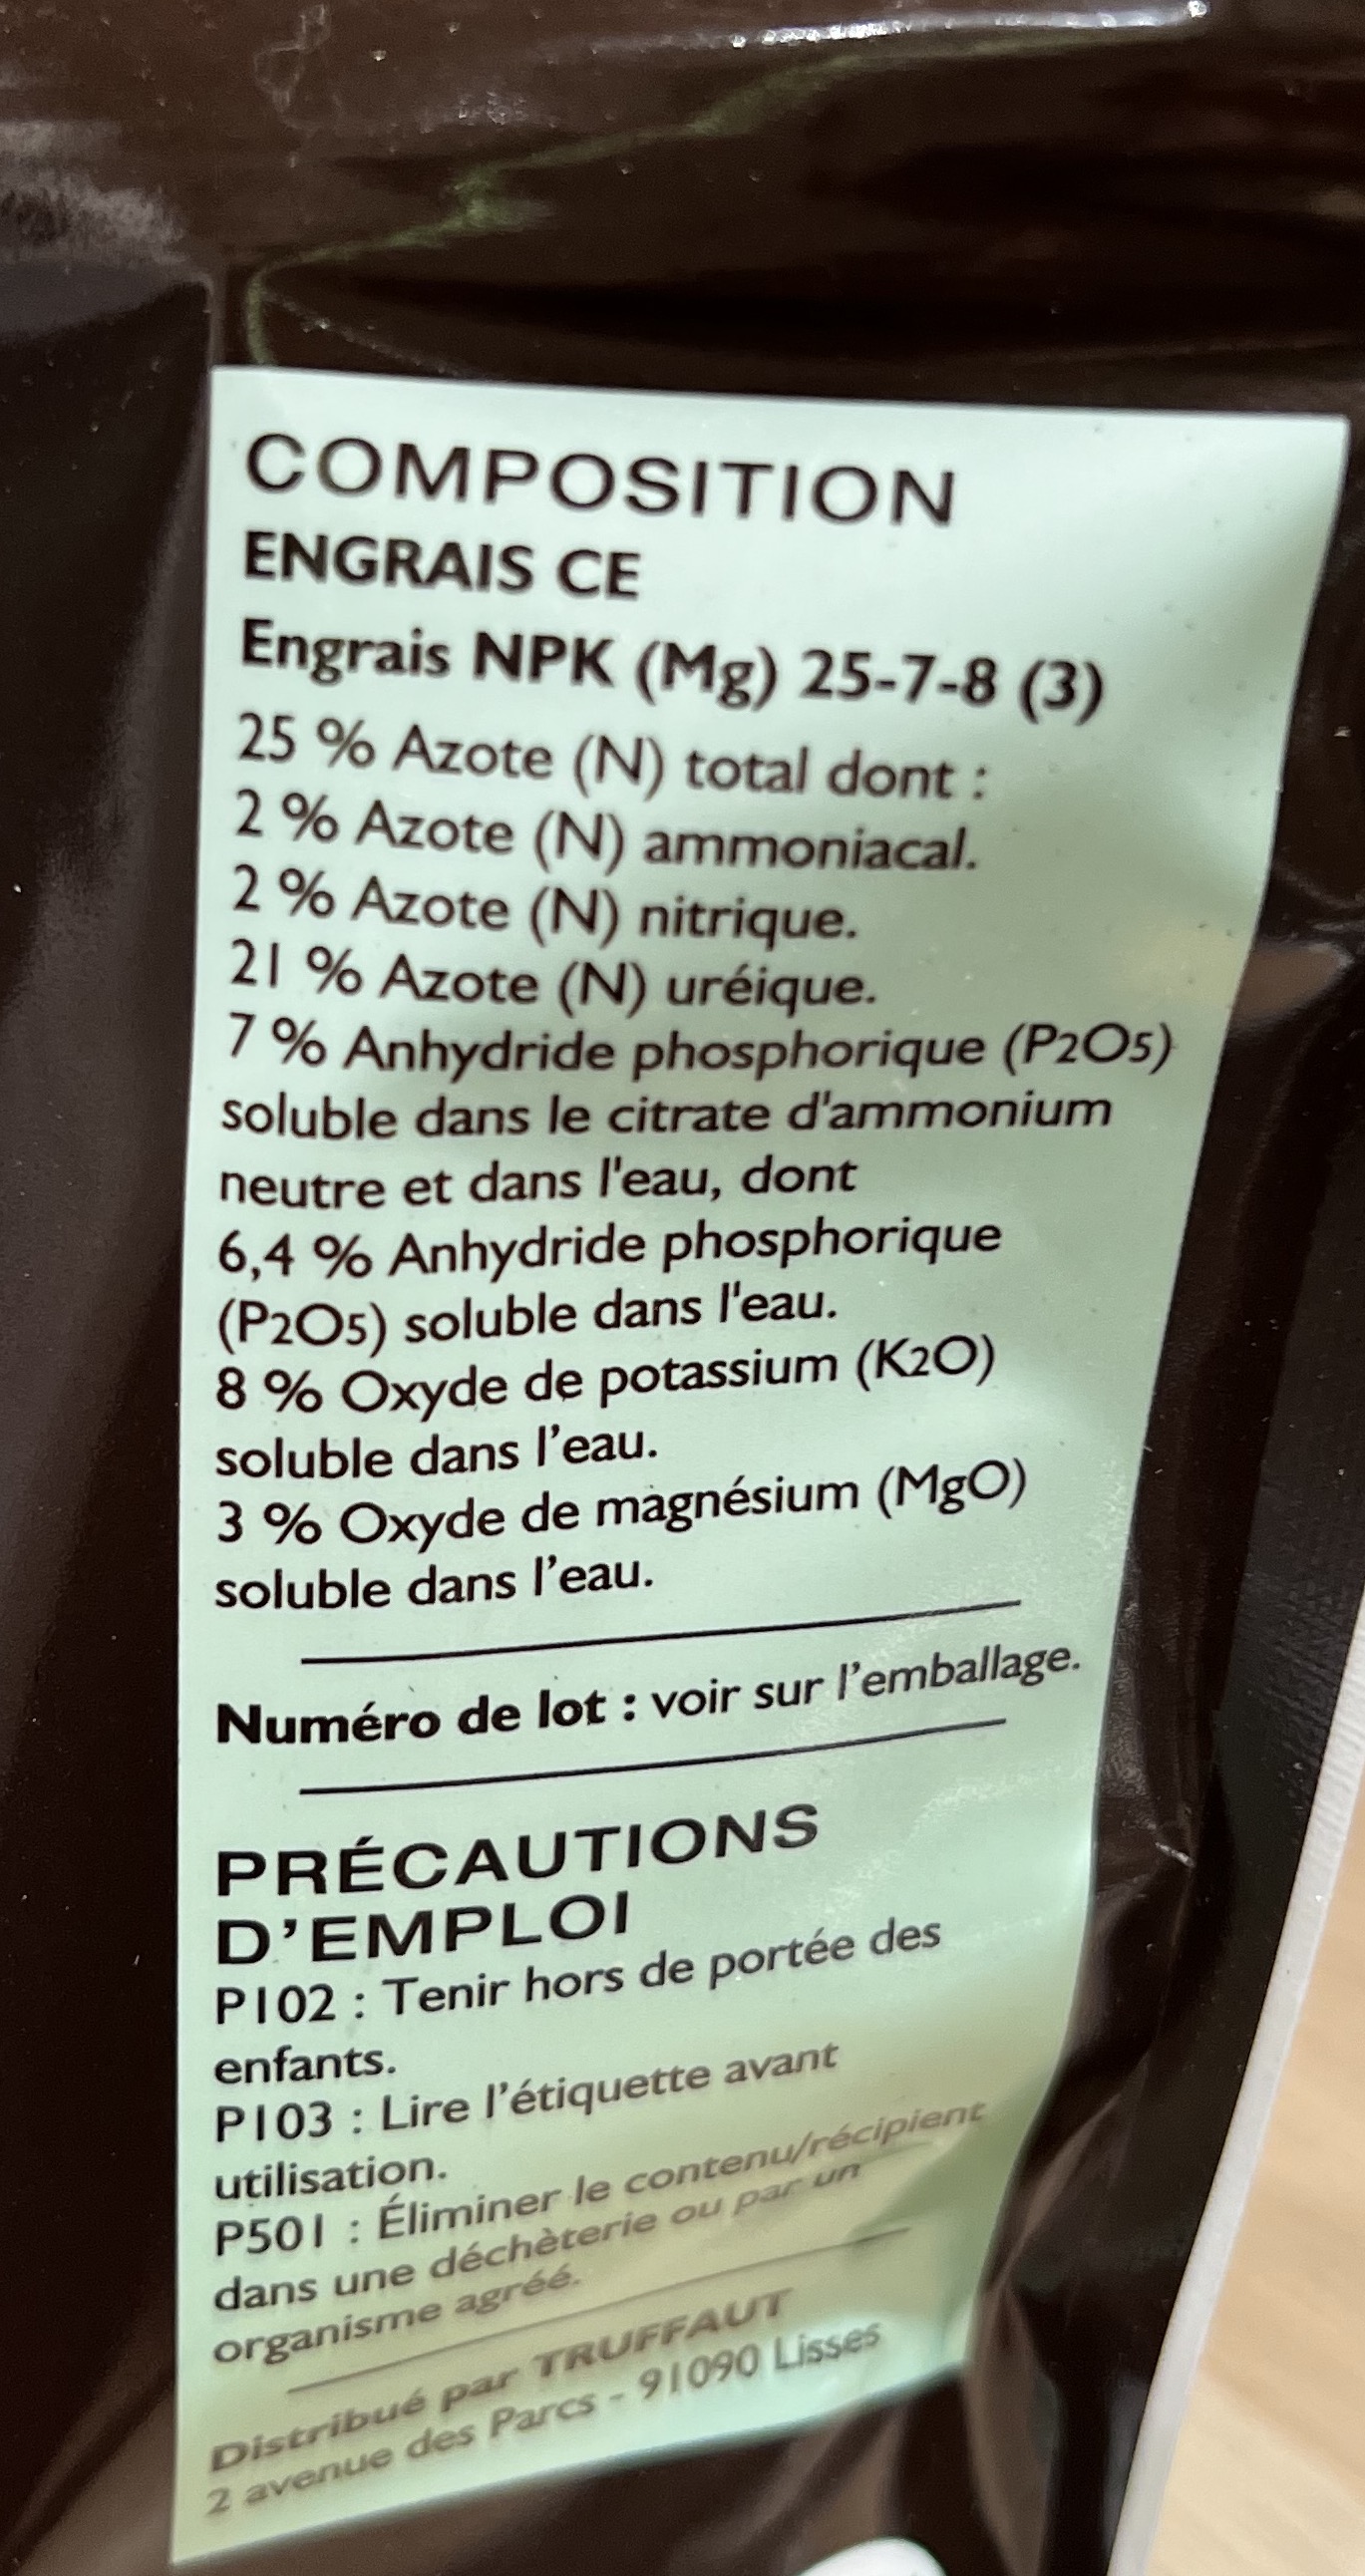 COMPOSITION
ENGRAIS CE
Engrais NPK (Mg) 25-7-8 (3)
25 % Azote (N) total dont :
2 % Azote (N) ammoniacal.
2 % Azote (N) nitrique.
21 % Azote (N) uréique.
7 % Anhydride phosphorique (P2O5)
soluble dans le citrate d'ammonium
neutre et dans l'eau, dont
6,4 % Anhydride phosphorique
(P2O5) soluble dans l'eau.
8 % Oxyde de potassium (K2O)
soluble dans l’eau.
3 % Oxyde de magnésium (MgO)
soluble dans l’eau.
Numéro de lot : voir sur l’emballage.
PRÉCAUTIONS
D’EMPLOI
P102 : Tenir hors de portée des
enfants.
P103 : Lire l’étiquette avant
utilisation.
P501 : Éliminer le contenu/récipient
dans une déchèterie ou par un
organisme agréé.
Distribué par TRUFFAUT
2 avenue des Parcs - 91090 Lisses